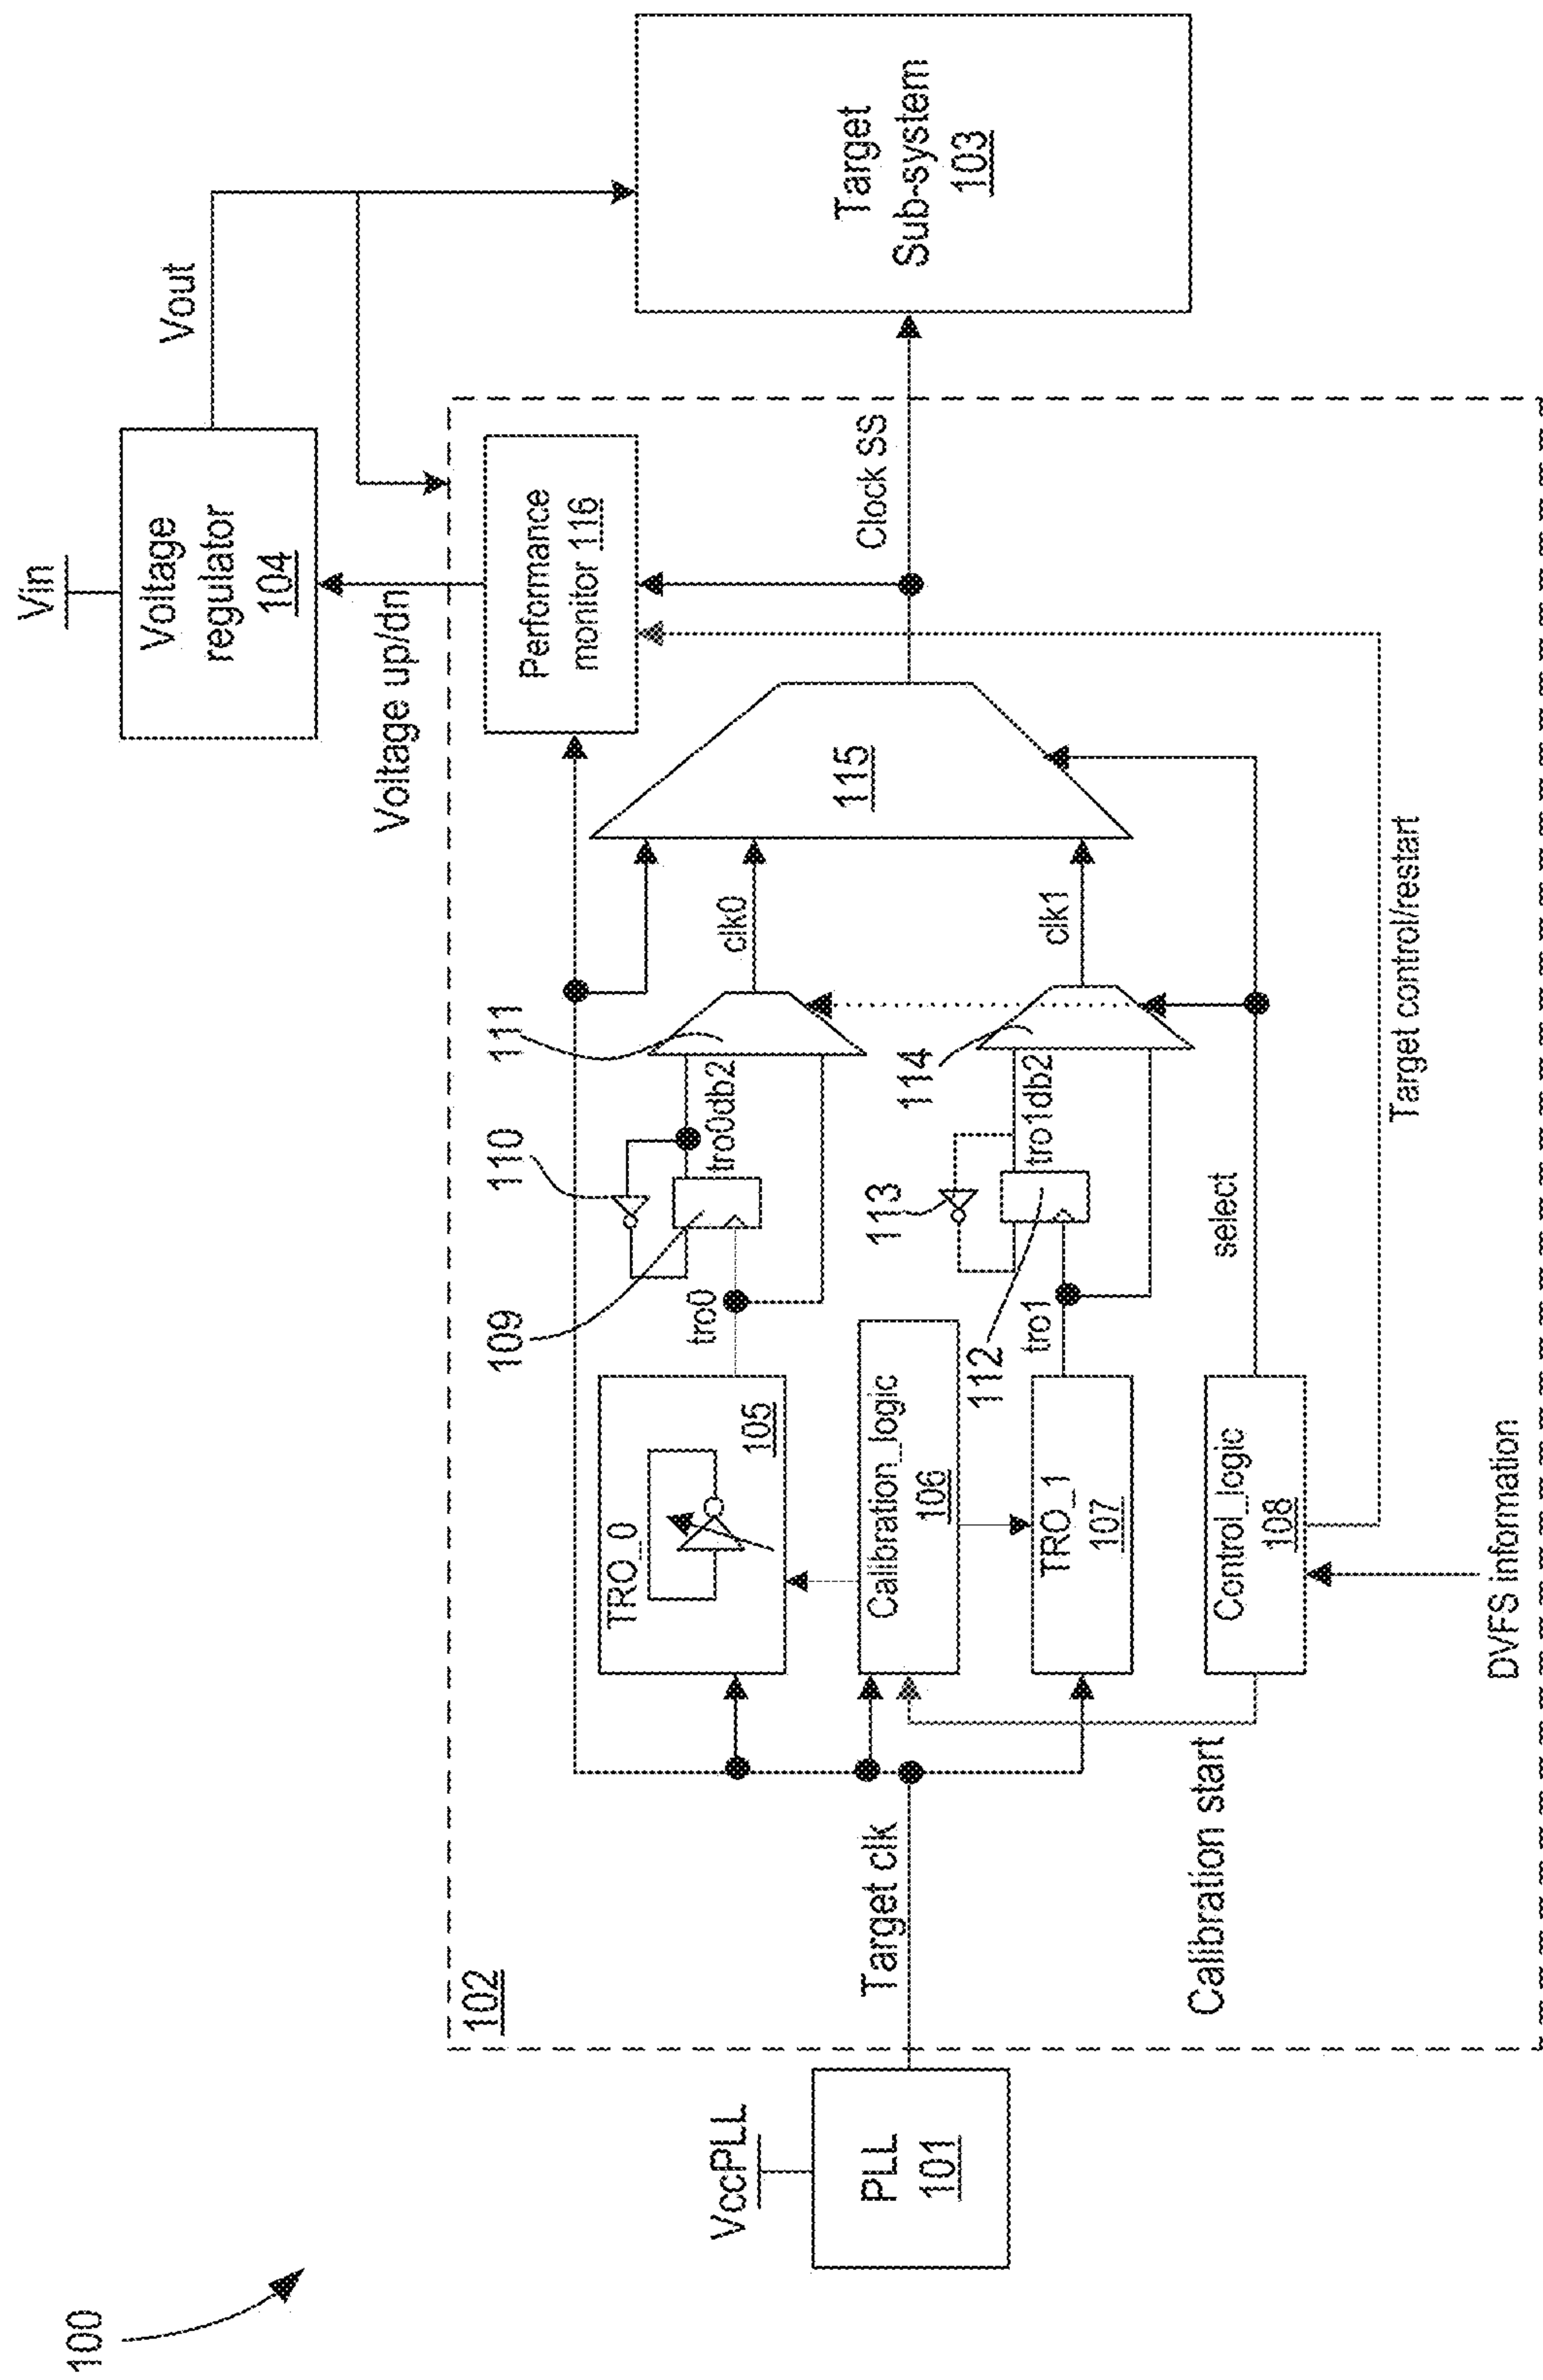 100
Vin
Voltage
regulator
104
Vout
Voltage up/dn
Target
Sub-system
103
102
Performance
monitor 116
VccPLL
PLL
101
Target clk
TRO_0
105
tro0
109
110
tro0db2
111
clk0
115
Clock SS
Calibration_logic
106
TRO_1
107
tro1
112
113
tro1db2
114
clk1
Calibration start
Control_logic
108
select
Target control/restart
DVFS information